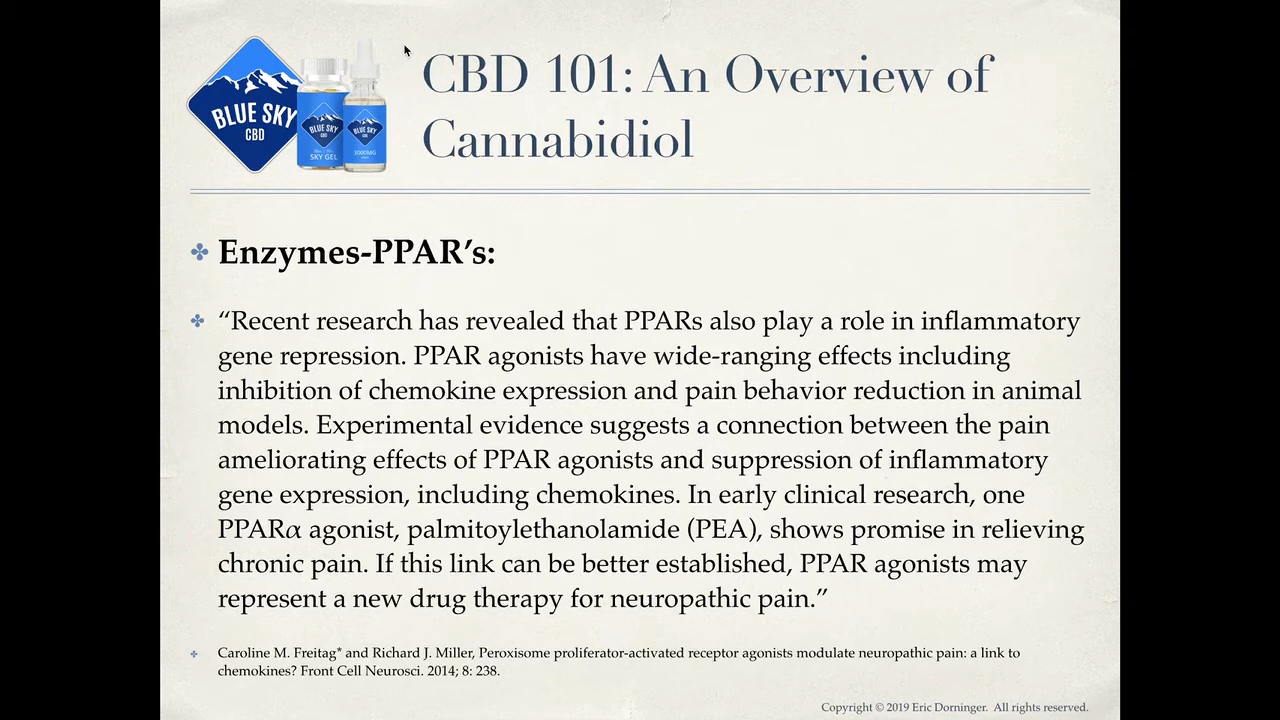 BLUE SKY
CBD
BLUE SKY
CBD
SKY GEL
BLUE SKY
3000MG
CBD 101: An Overview of
Cannabidiol
Enzymes-PPAR’s:
“Recent research has revealed that PPARs also play a role in inflammatory
gene repression. PPAR agonists have wide-ranging effects including
inhibition of chemokine expression and pain behavior reduction in animal
models. Experimental evidence suggests a connection between the pain
ameliorating effects of PPAR agonists and suppression of inflammatory
gene expression, including chemokines. In early clinical research, one
PPARα agonist, palmitoylethanolamide (PEA), shows promise in relieving
chronic pain. If this link can be better established, PPAR agonists may
represent a new drug therapy for neuropathic pain.”
Caroline M. Freitag* and Richard J. Miller, Peroxisome proliferator-activated receptor agonists modulate neuropathic pain: a link to
chemokines? Front Cell Neurosci. 2014; 8: 238.
Copyright © 2019 Eric Dorninger. All rights reserved.